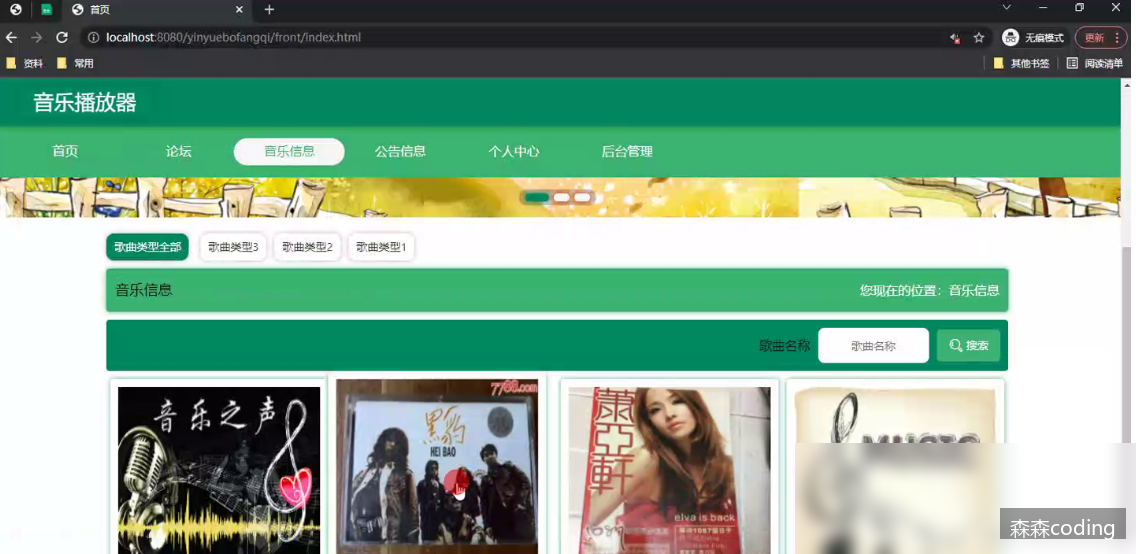 首页
localhost:8080/yinyuebofangqi/front/index.html
无痕模式
更新
资料
常用
其他书签
阅读清单
音乐播放器
首页
论坛
音乐信息
公告信息
个人中心
后台管理
歌曲类型全部
歌曲类型3
歌曲类型2
歌曲类型1
音乐信息
您现在的位置：音乐信息
歌曲名称
歌曲名称
搜索
音乐之声
7788.com
黑豹
HEI BAO
萧亞軒
elva is back
MUSIC
森森coding